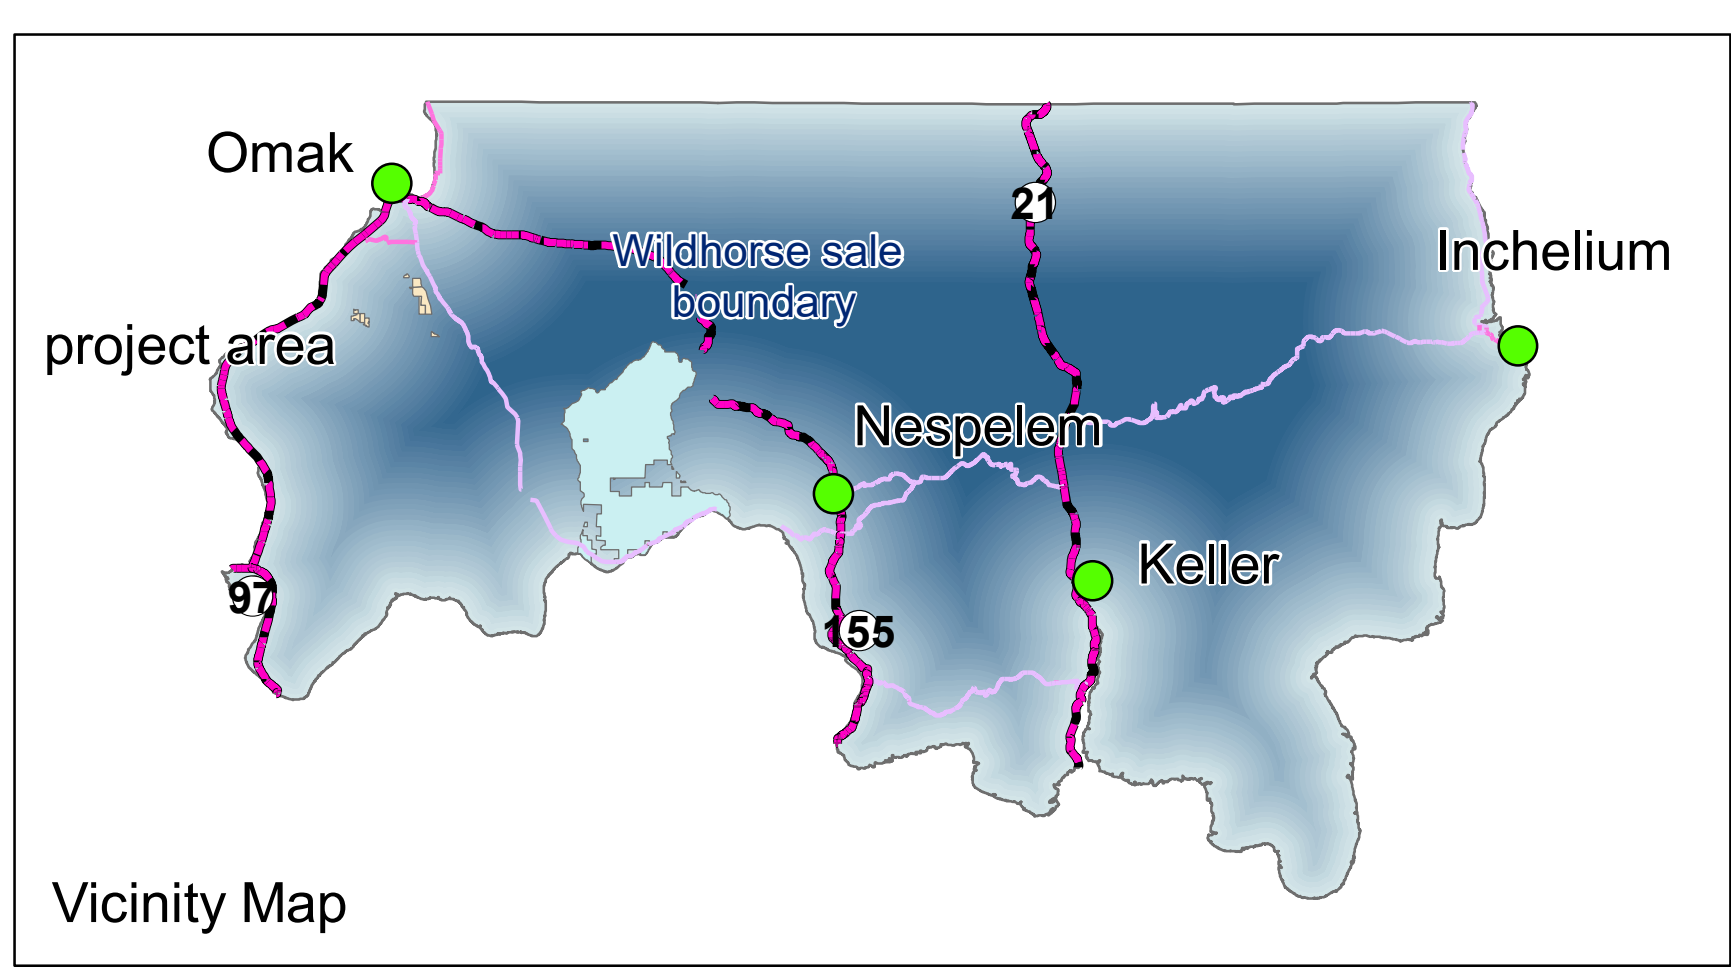 Omak
21
Wildhorse sale
boundary
Inchelium
project area
Nespelem
Keller
97
155
Vicinity Map